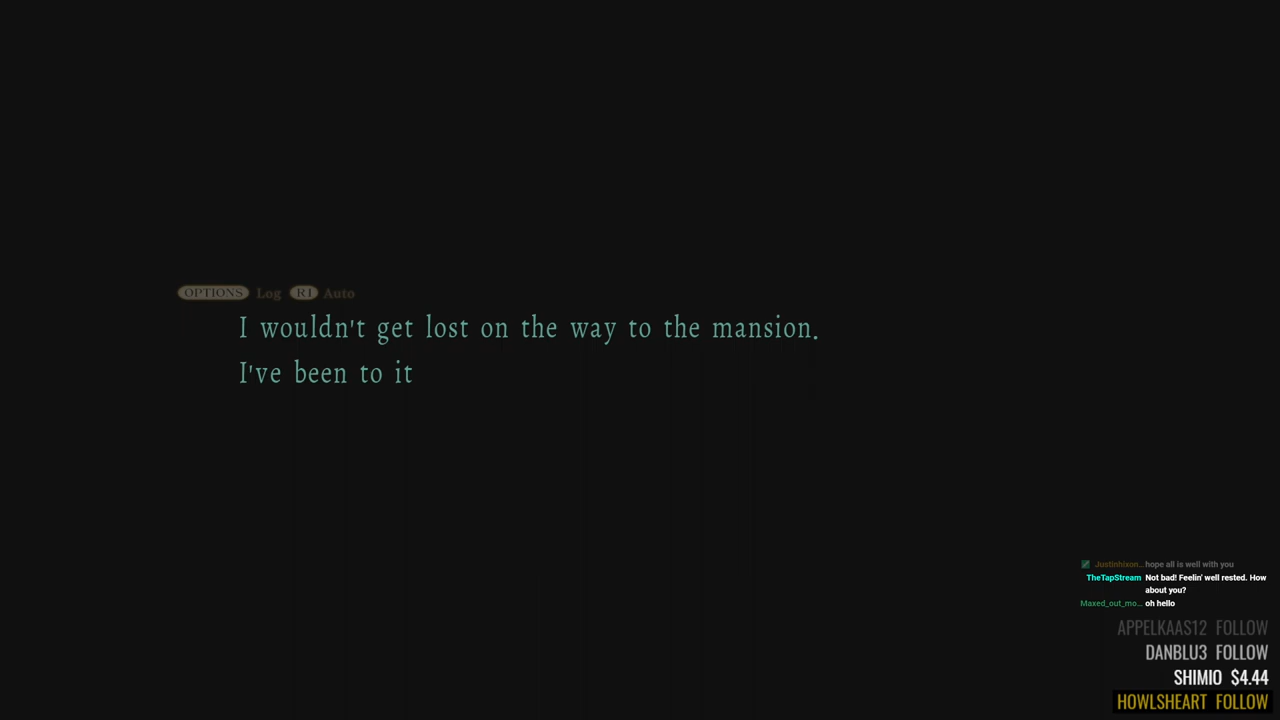 OPTIONS Log R1 Auto
I wouldn't get lost on the way to the mansion.
I've been to it
Justinhixon... hope all is well with you
TheTapStream Not bad! Feelin' well rested. How
about you?
Maxed_out_mo... oh hello
APPELKAAS12 FOLLOW
DANBLU3 FOLLOW
SHIMIO $4.44
HOWLSHEART FOLLOW